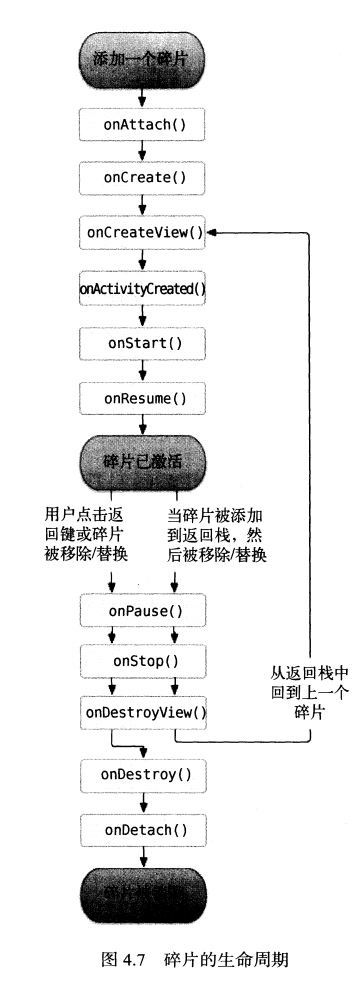 添加一个碎片
onAttach()
onCreate()
onCreateView()
onActivityCreated()
onStart()
onResume()
碎片已激活
用户点击返
回键或碎片
被移除/替换
当碎片被添加
到返回栈，然
后被移除/替换
onPause()
onStop()
onDestroyView()
从返回栈中
回到上一个
碎片
onDestroy()
onDetach()
图 4.7 碎片的生命周期